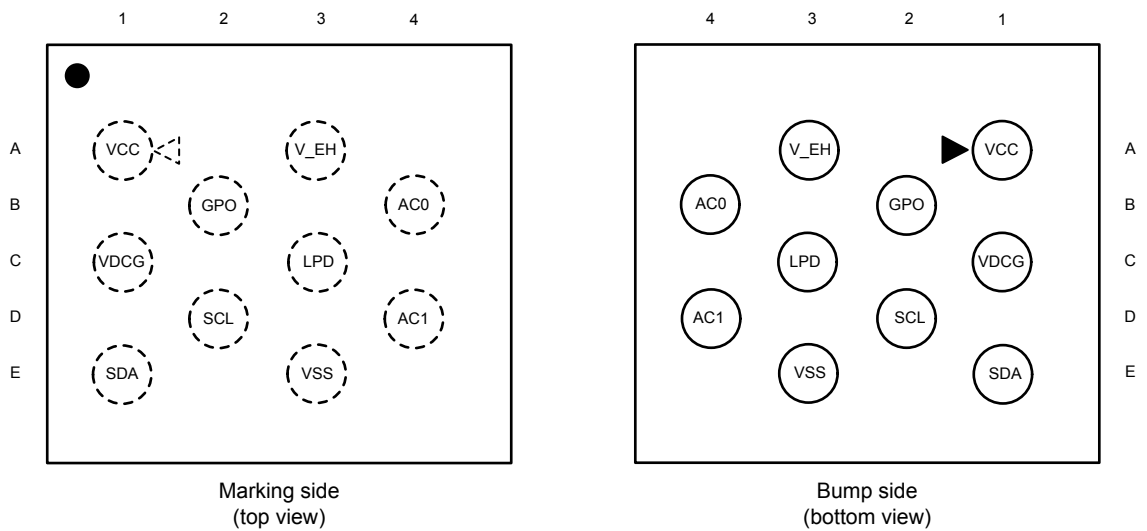 1 2 3 4
4 3 2 1
A VCC V_EH
V_EH VCC A
B GPO AC0
AC0 GPO B
C VDCG LPD
LPD VDCG C
D SCL AC1
AC1 SCL D
E SDA VSS
VSS SDA E
Marking side
(top view)
Bump side
(bottom view)